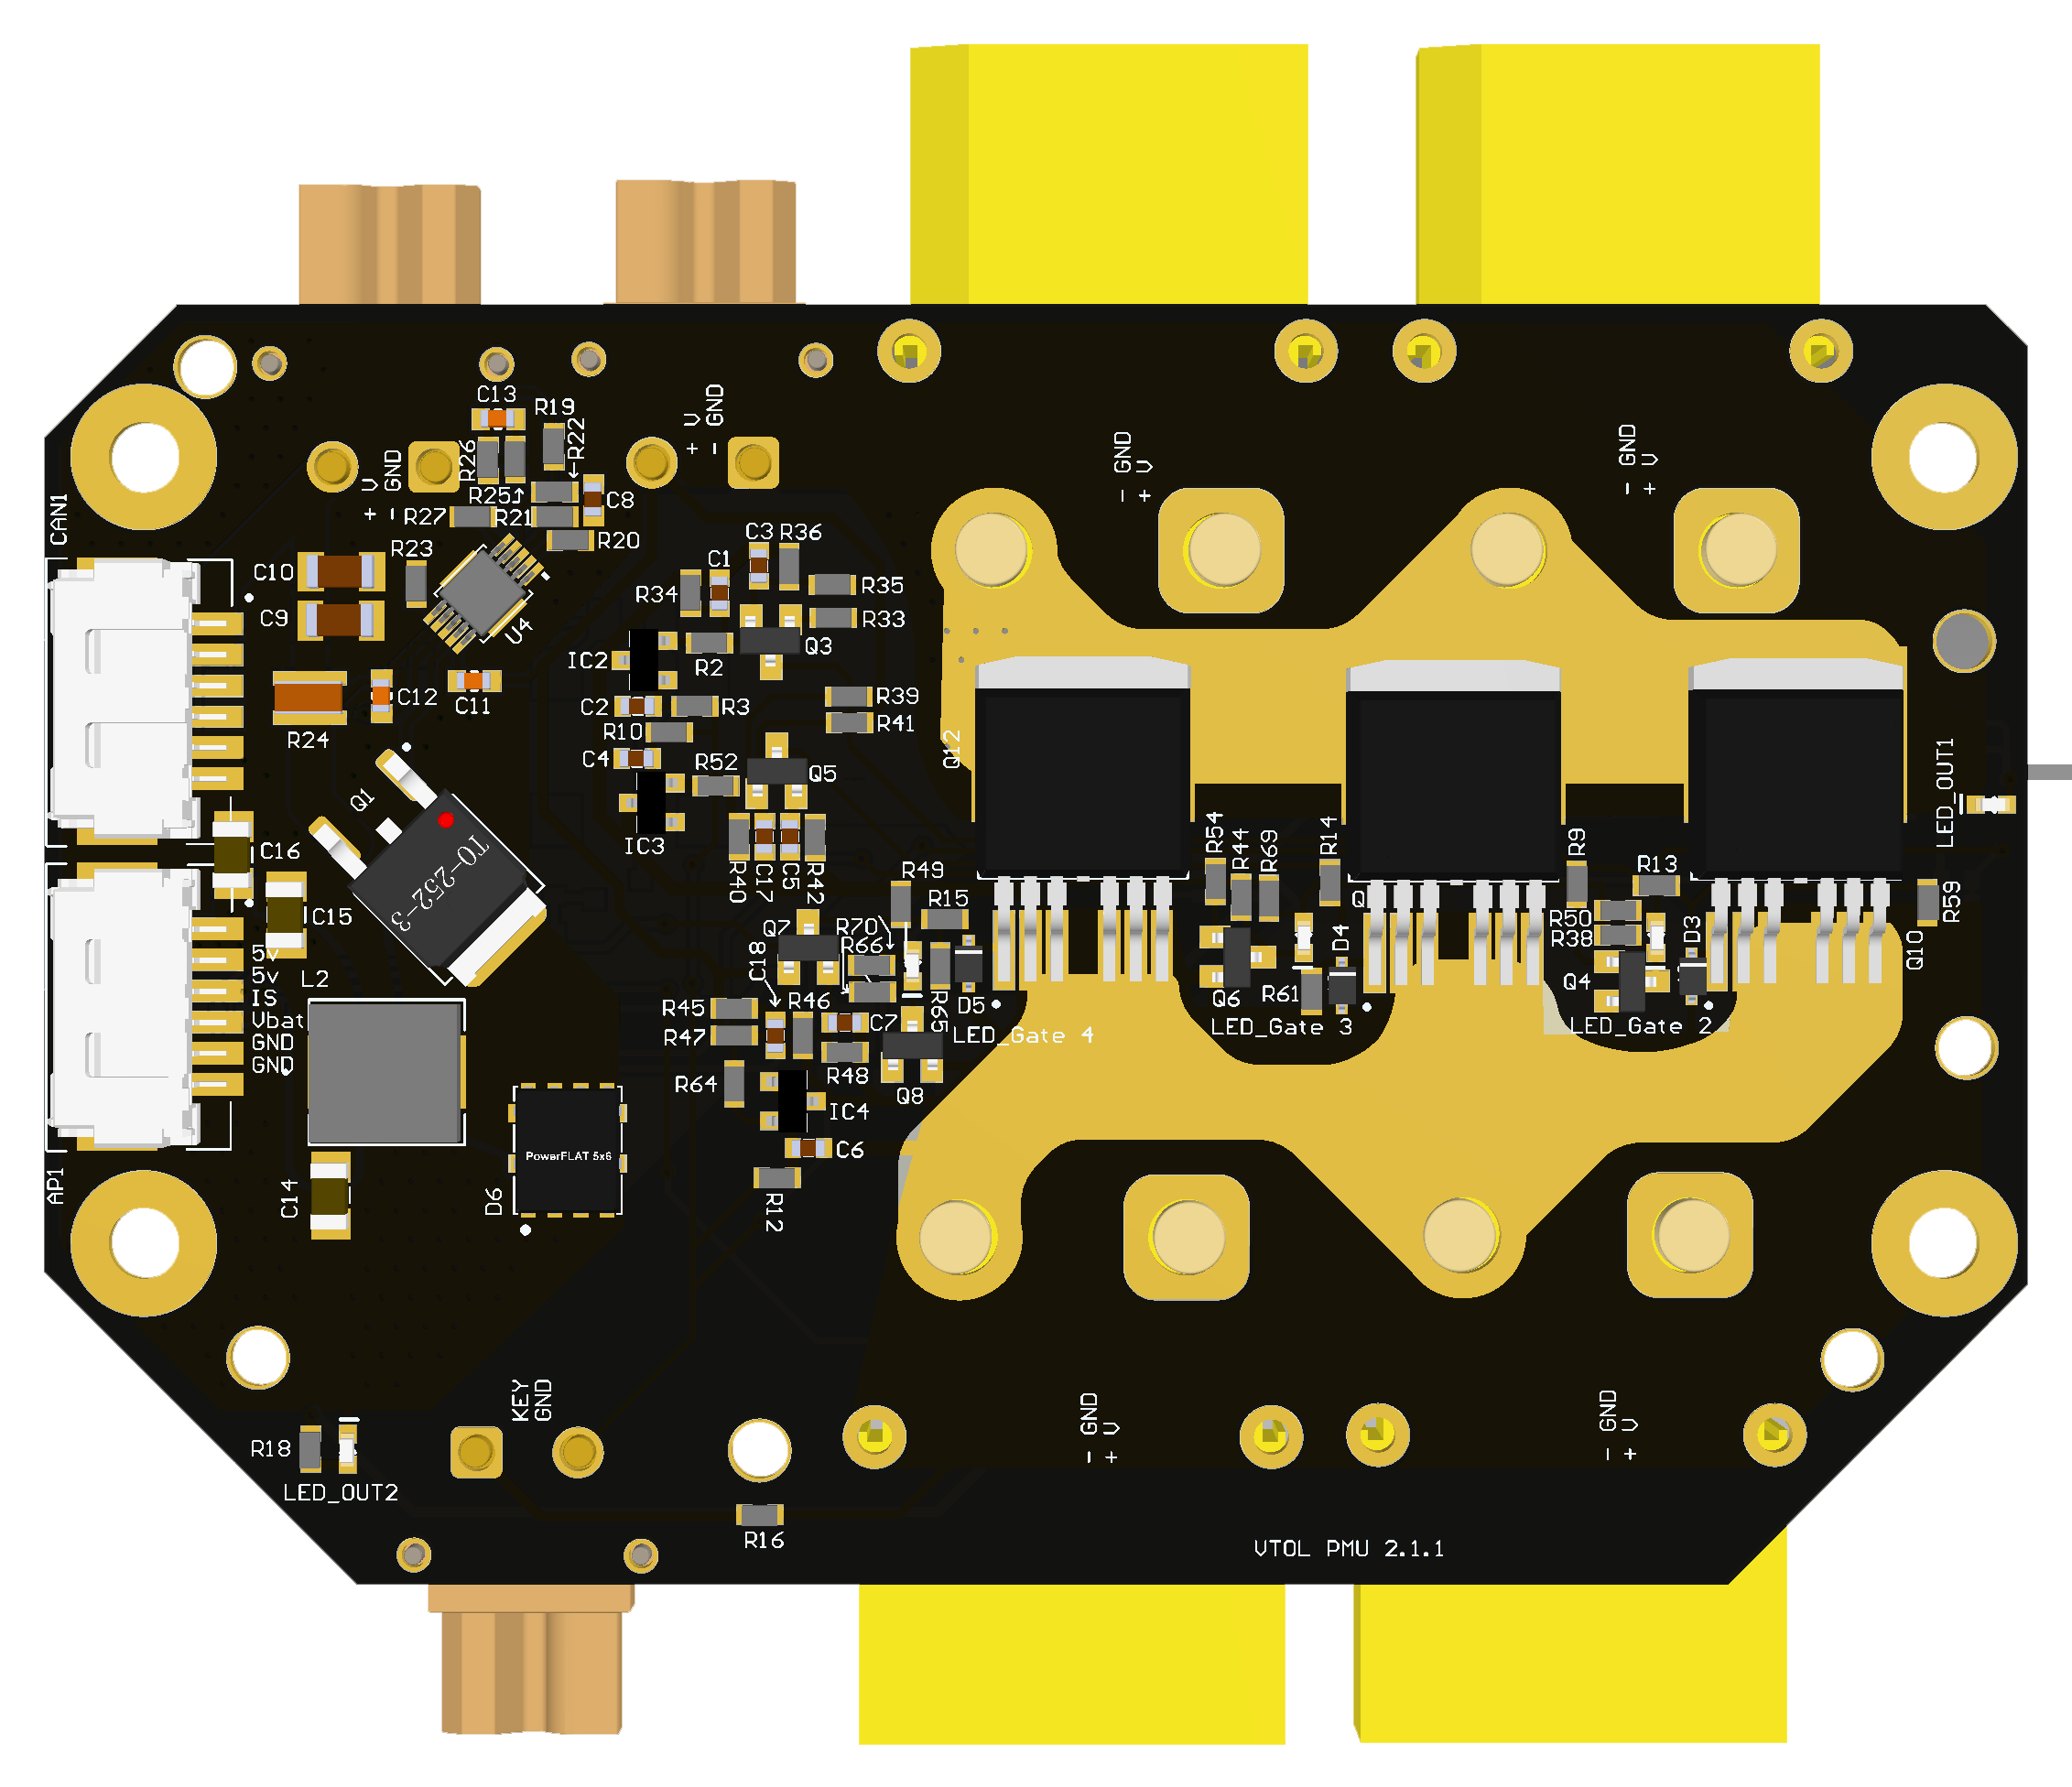 C13
R19
R22
R26
V
GND
+ -
- GND
+ V
- GND
+ V
V
GND
+ -
R25
C8
CAN1
R27
R21
R20
R23
C3
R36
C10
C1
R35
R34
C9
R33
U4
Q3
IC2
R2
C12
C11
R39
C2
R3
R41
R24
R10
Q12
C4
R52
Q5
LED_OUT1
Q1
C16
IC3
R54
R44
R69
R14
R9
TO-252-3
R40
C17
C5
R42
R49
R13
C15
R15
Q
R59
R70
R50
5v
Q7
R66
R38
D4
D3
Q10
5v
C18
L2
IS
R46
D5
Q6
R61
Q4
R45
Vbat
C7
R65
LED_Gate 4
LED_Gate 3
LED_Gate 2
R47
GND
GND
R48
R64
Q8
IC4
PowerFLAT 5x6
C6
AP1
C14
D6
R12
KEY
GND
- GND
+ V
- GND
+ V
R18
LED_OUT2
R16
VTOL PMU 2.1.1